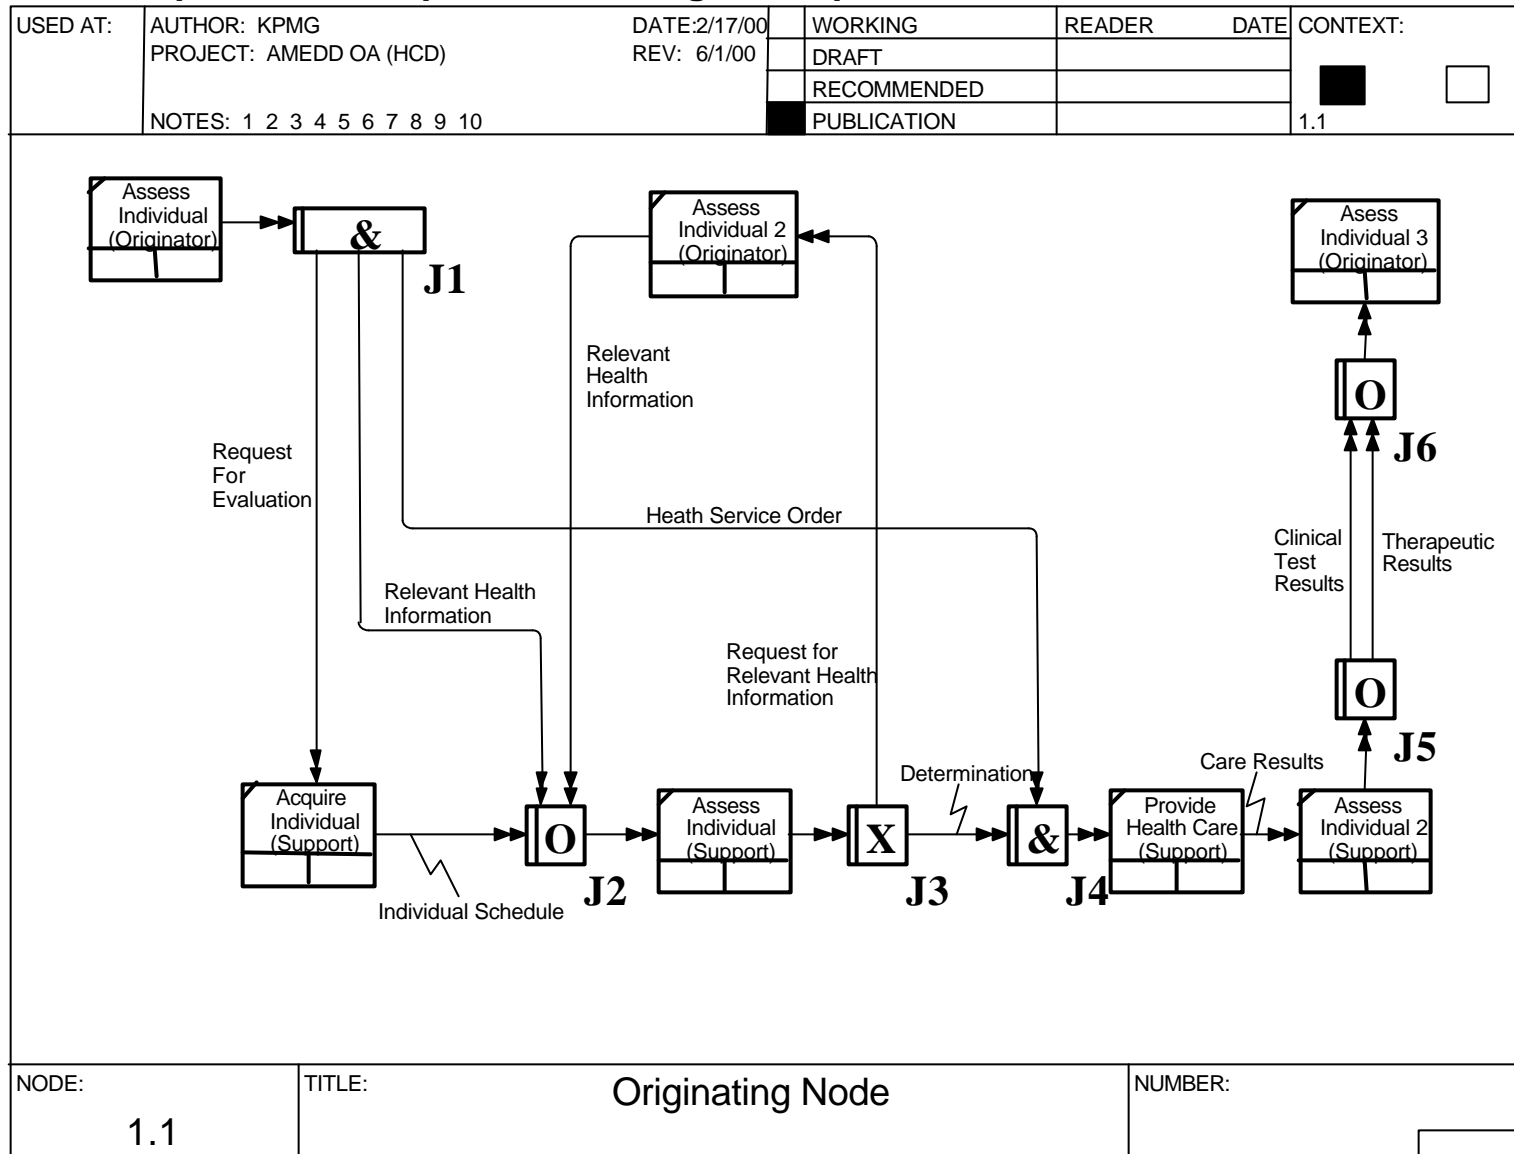 USED AT:
AUTHOR: KPMG
DATE:2/17/00
PROJECT: AMEDD OA (HCD)
REV: 6/1/00
NOTES: 1 2 3 4 5 6 7 8 9 10
WORKING
DRAFT
RECOMMENDED
PUBLICATION
READER
DATE
CONTEXT:
1.1
Assess
Individual
(Originator)
&
J1
Assess
Individual 2
(Originator)
Asess
Individual 3
(Originator)
O
J6
Relevant
Health
Information
Request
For
Evaluation
Heath Service Order
Clinical
Test
Results
Therapeutic
Results
Relevant Health
Information
Request for
Relevant Health
Information
O
J5
Determination
Care Results
Acquire
Individual
(Support)
Individual Schedule
O
J2
Assess
Individual
(Support)
X
J3
&
J4
Provide
Health Care
(Support)
Assess
Individual 2
(Support)
NODE:
1.1
TITLE:
Originating Node
NUMBER: